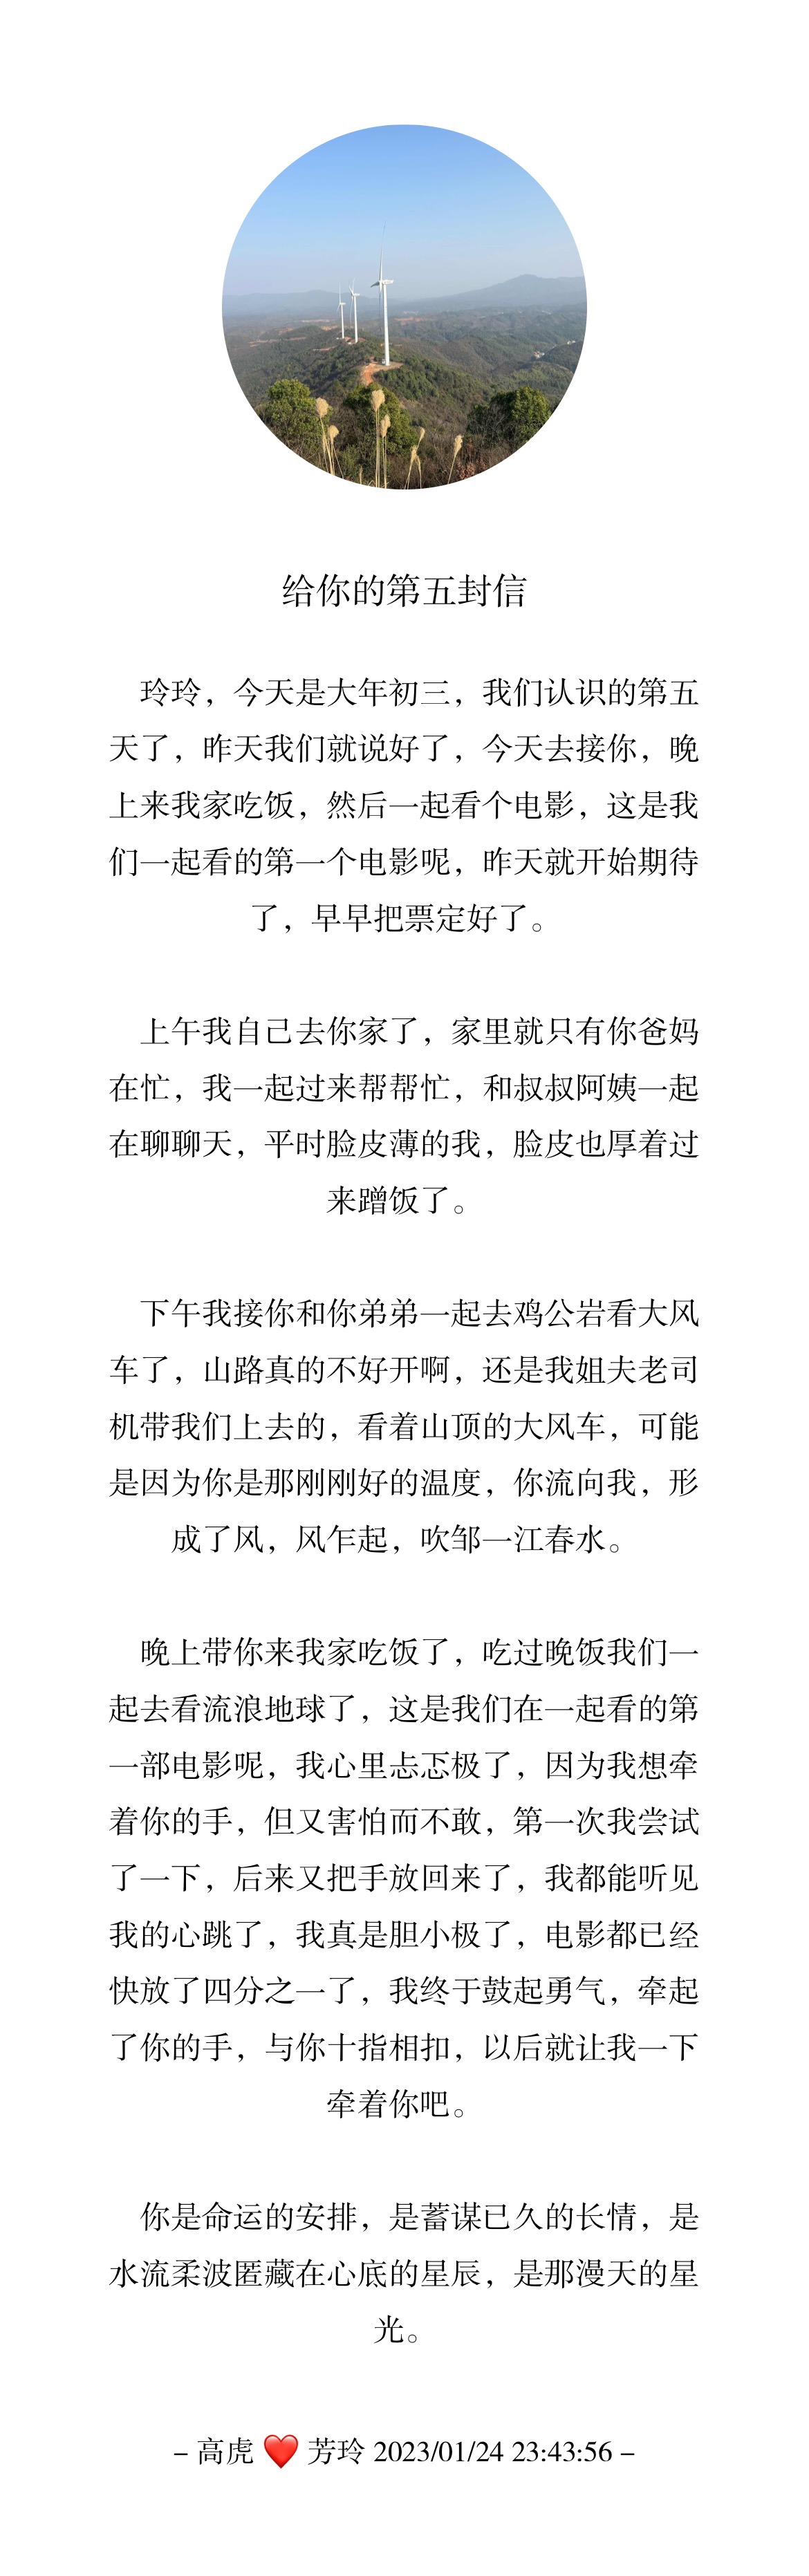 给你的第五封信
玲玲，今天是大年初三，我们认识的第五
天了，昨天我们就说好了，今天去接你，晚
上来我家吃饭，然后一起看个电影，这是我
们一起看的第一个电影呢，昨天就开始期待
了，早早把票定好了。
上午我自己去你家了，家里就只有你爸妈
在忙，我一起过来帮帮忙，和叔叔阿姨一起
在聊聊天，平时脸皮薄的我，脸皮也厚着过
来蹭饭了。
下午我接你和你弟弟一起去鸡公岩看大风
车了，山路真的不好开啊，还是我姐夫老司
机带我们上去的，看着山顶的大风车，可能
是因为你是那刚刚好的温度，你流向我，形
成了风，风乍起，吹邹一江春水。
晚上带你来我家吃饭了，吃过晚饭我们一
起去看流浪地球了，这是我们在一起看的第
一部电影呢，我心里忐忑极了，因为我想牵
着你的手，但又害怕而不敢，第一次我尝试
了一下，后来又把手放回来了，我都能听见
我的心跳了，我真是胆小极了，电影都已经
快放了四分之一了，我终于鼓起勇气，牵起
了你的手，与你十指相扣，以后就让我一下
牵着你吧。
你是命运的安排，是蓄谋已久的长情，是
水流柔波匿藏在心底的星辰，是那漫天的星
光。
– 高虎 ❤️ 芳玲 2023/01/24 23:43:56 –